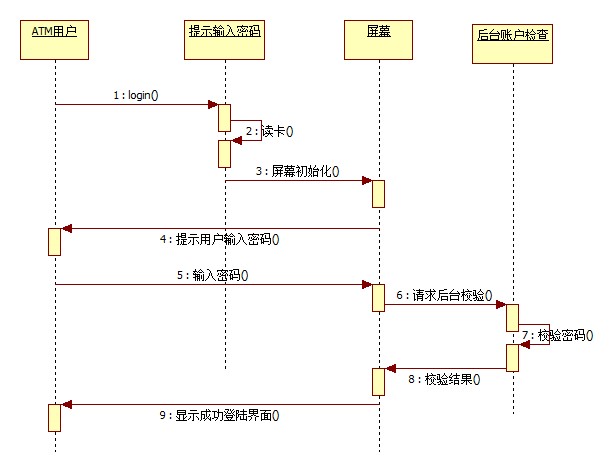 ATM用户
提示输入密码
屏幕
后台账户检查
1 : login()
2 : 读卡()
3 : 屏幕初始化()
4 : 提示用户输入密码()
5 : 输入密码()
6 : 请求后台校验()
7 : 校验密码()
8 : 校验结果()
9 : 显示成功登陆界面()